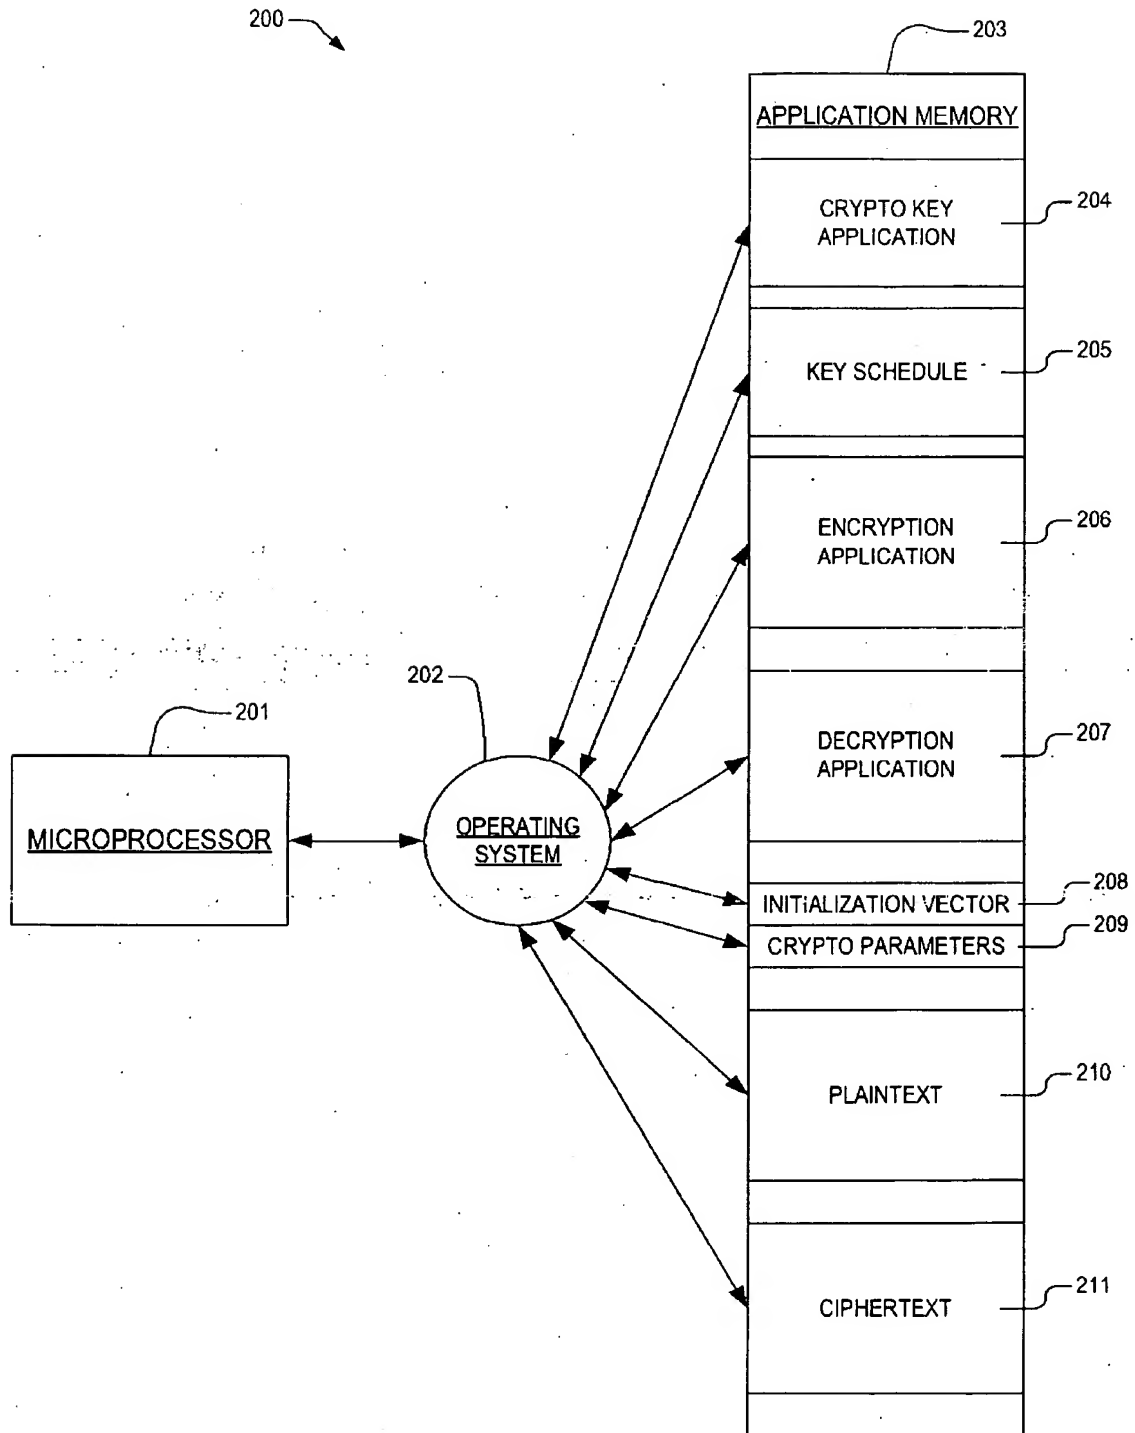 200
203
APPLICATION MEMORY
CRYPTO KEY
APPLICATION
204
KEY SCHEDULE
205
ENCRYPTION
APPLICATION
206
202
201
DECRYPTION
APPLICATION
207
MICROPROCESSOR
OPERATING
SYSTEM
INITIALIZATION VECTOR
208
CRYPTO PARAMETERS
209
PLAINTEXT
210
CIPHERTEXT
211